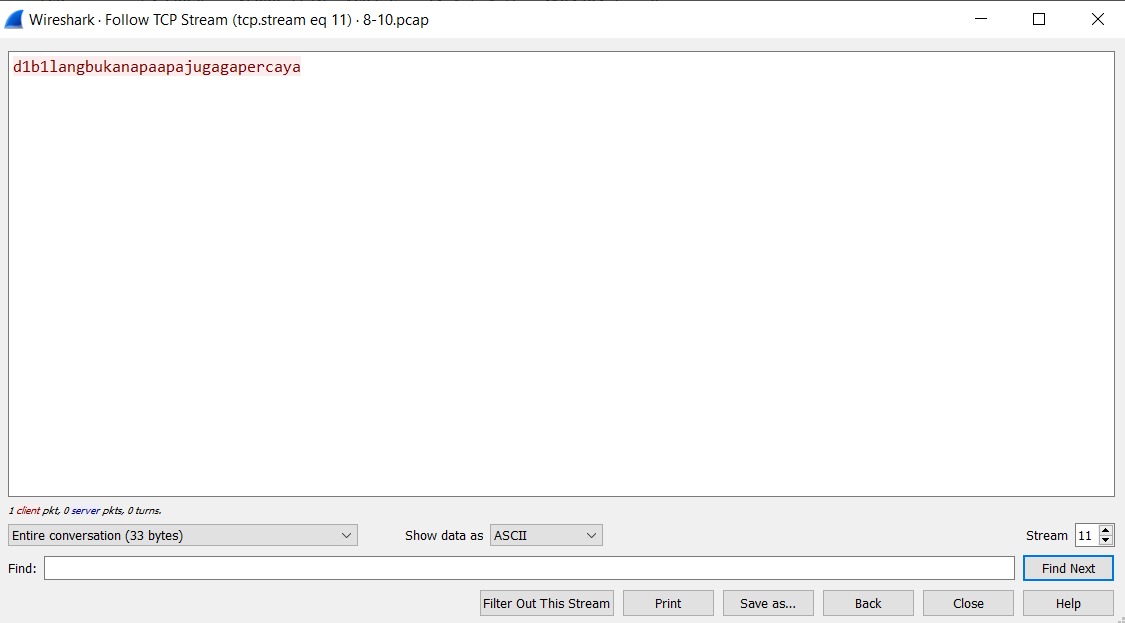 Wireshark · Follow TCP Stream (tcp.stream eq 11) · 8-10.pcap
d1b1langbukanapaapajugagapercaya
1 client pkt, 0 server pkts, 0 turns.
Entire conversation (33 bytes) Show data as ASCII Stream 11
Find: Find Next
Filter Out This Stream Print Save as... Back Close Help